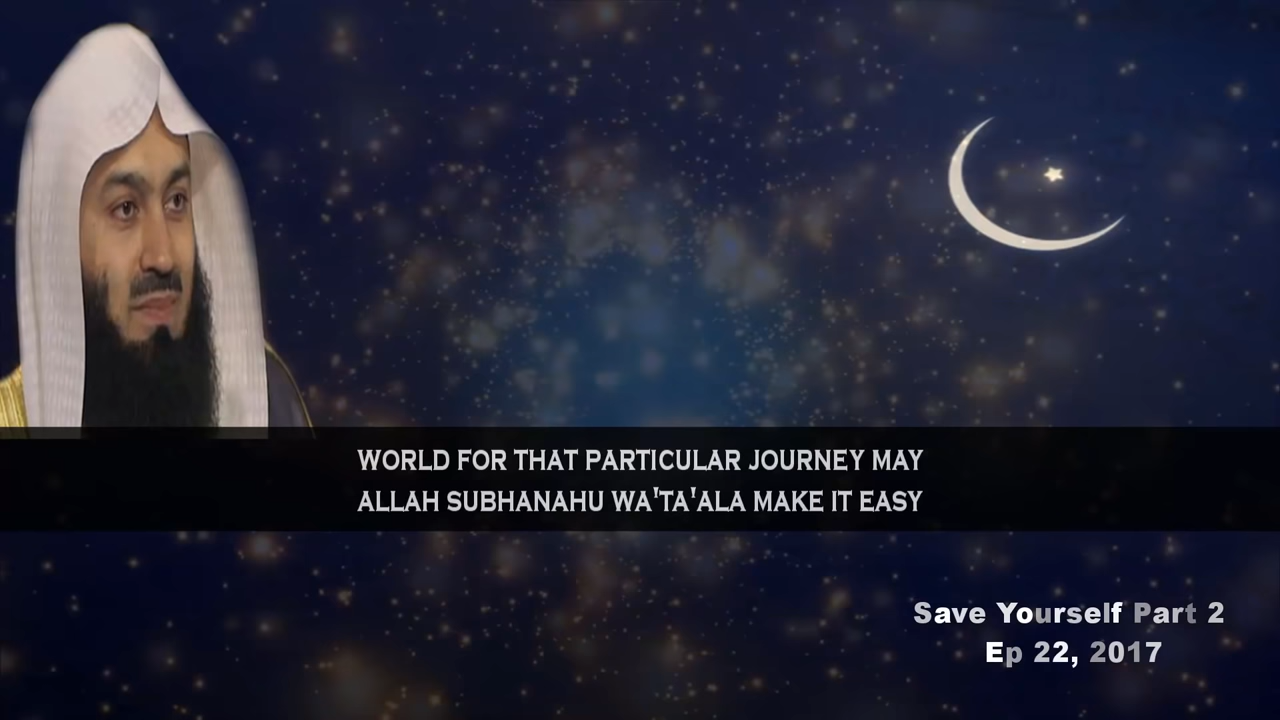 WORLD FOR THAT PARTICULAR JOURNEY MAY
ALLAH SUBHANAHU WA'TA'ALA MAKE IT EASY
Save Yourself Part 2
Ep 22, 2017